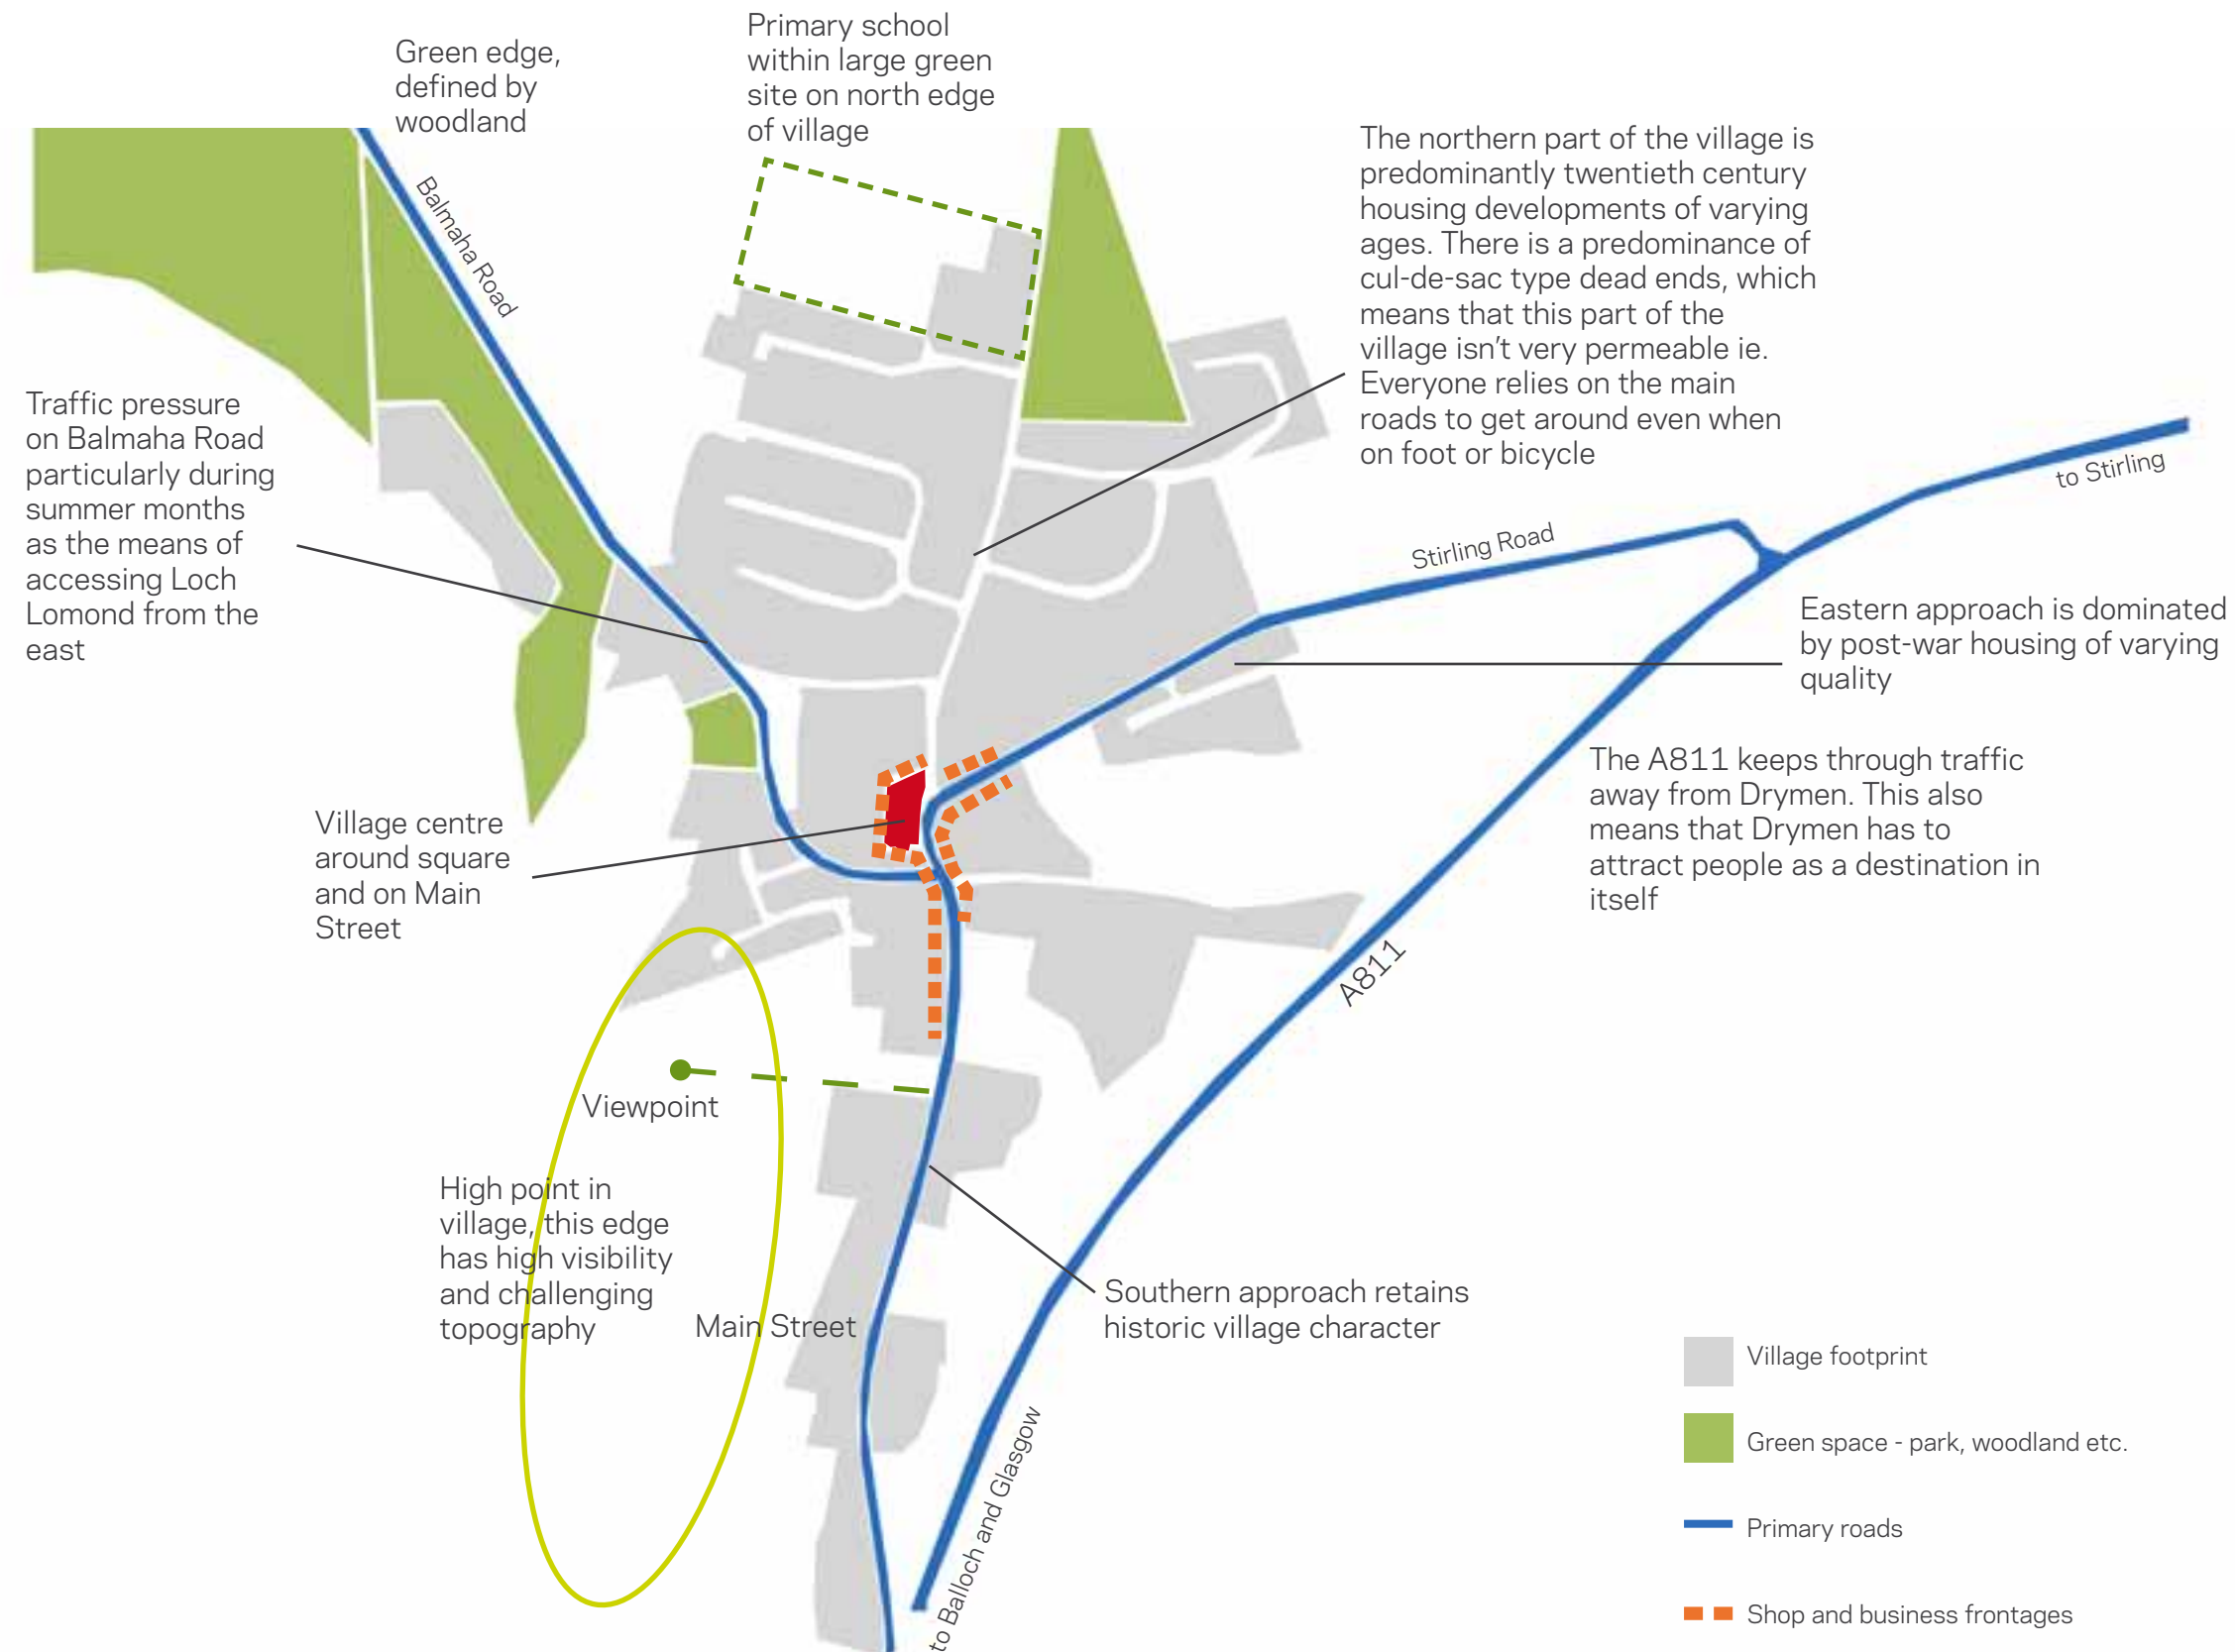 Green edge,
defined by
woodland
Primary school
within large green
site on north edge
of village
The northern part of the village is
predominantly twentieth century
housing developments of varying
ages. There is a predominance of
cul-de-sac type dead ends, which
means that this part of the
village isn't very permeable ie.
Everyone relies on the main
roads to get around even when
on foot or bicycle
Balmaha Road
Traffic pressure
on Balmaha Road
particularly during
summer months
as the means of
accessing Loch
Lomond from the
east
to Stirling
Stirling Road
Eastern approach is dominated
by post-war housing of varying
quality
The A811 keeps through traffic
away from Drymen. This also
means that Drymen has to
attract people as a destination in
itself
Village centre
around square
and on Main
Street
A811
Viewpoint
High point in
village, this edge
has high visibility
and challenging
topography
Main Street
Southern approach retains
historic village character
to Balloch and Glasgow
Village footprint
Green space - park, woodland etc.
Primary roads
Shop and business frontages